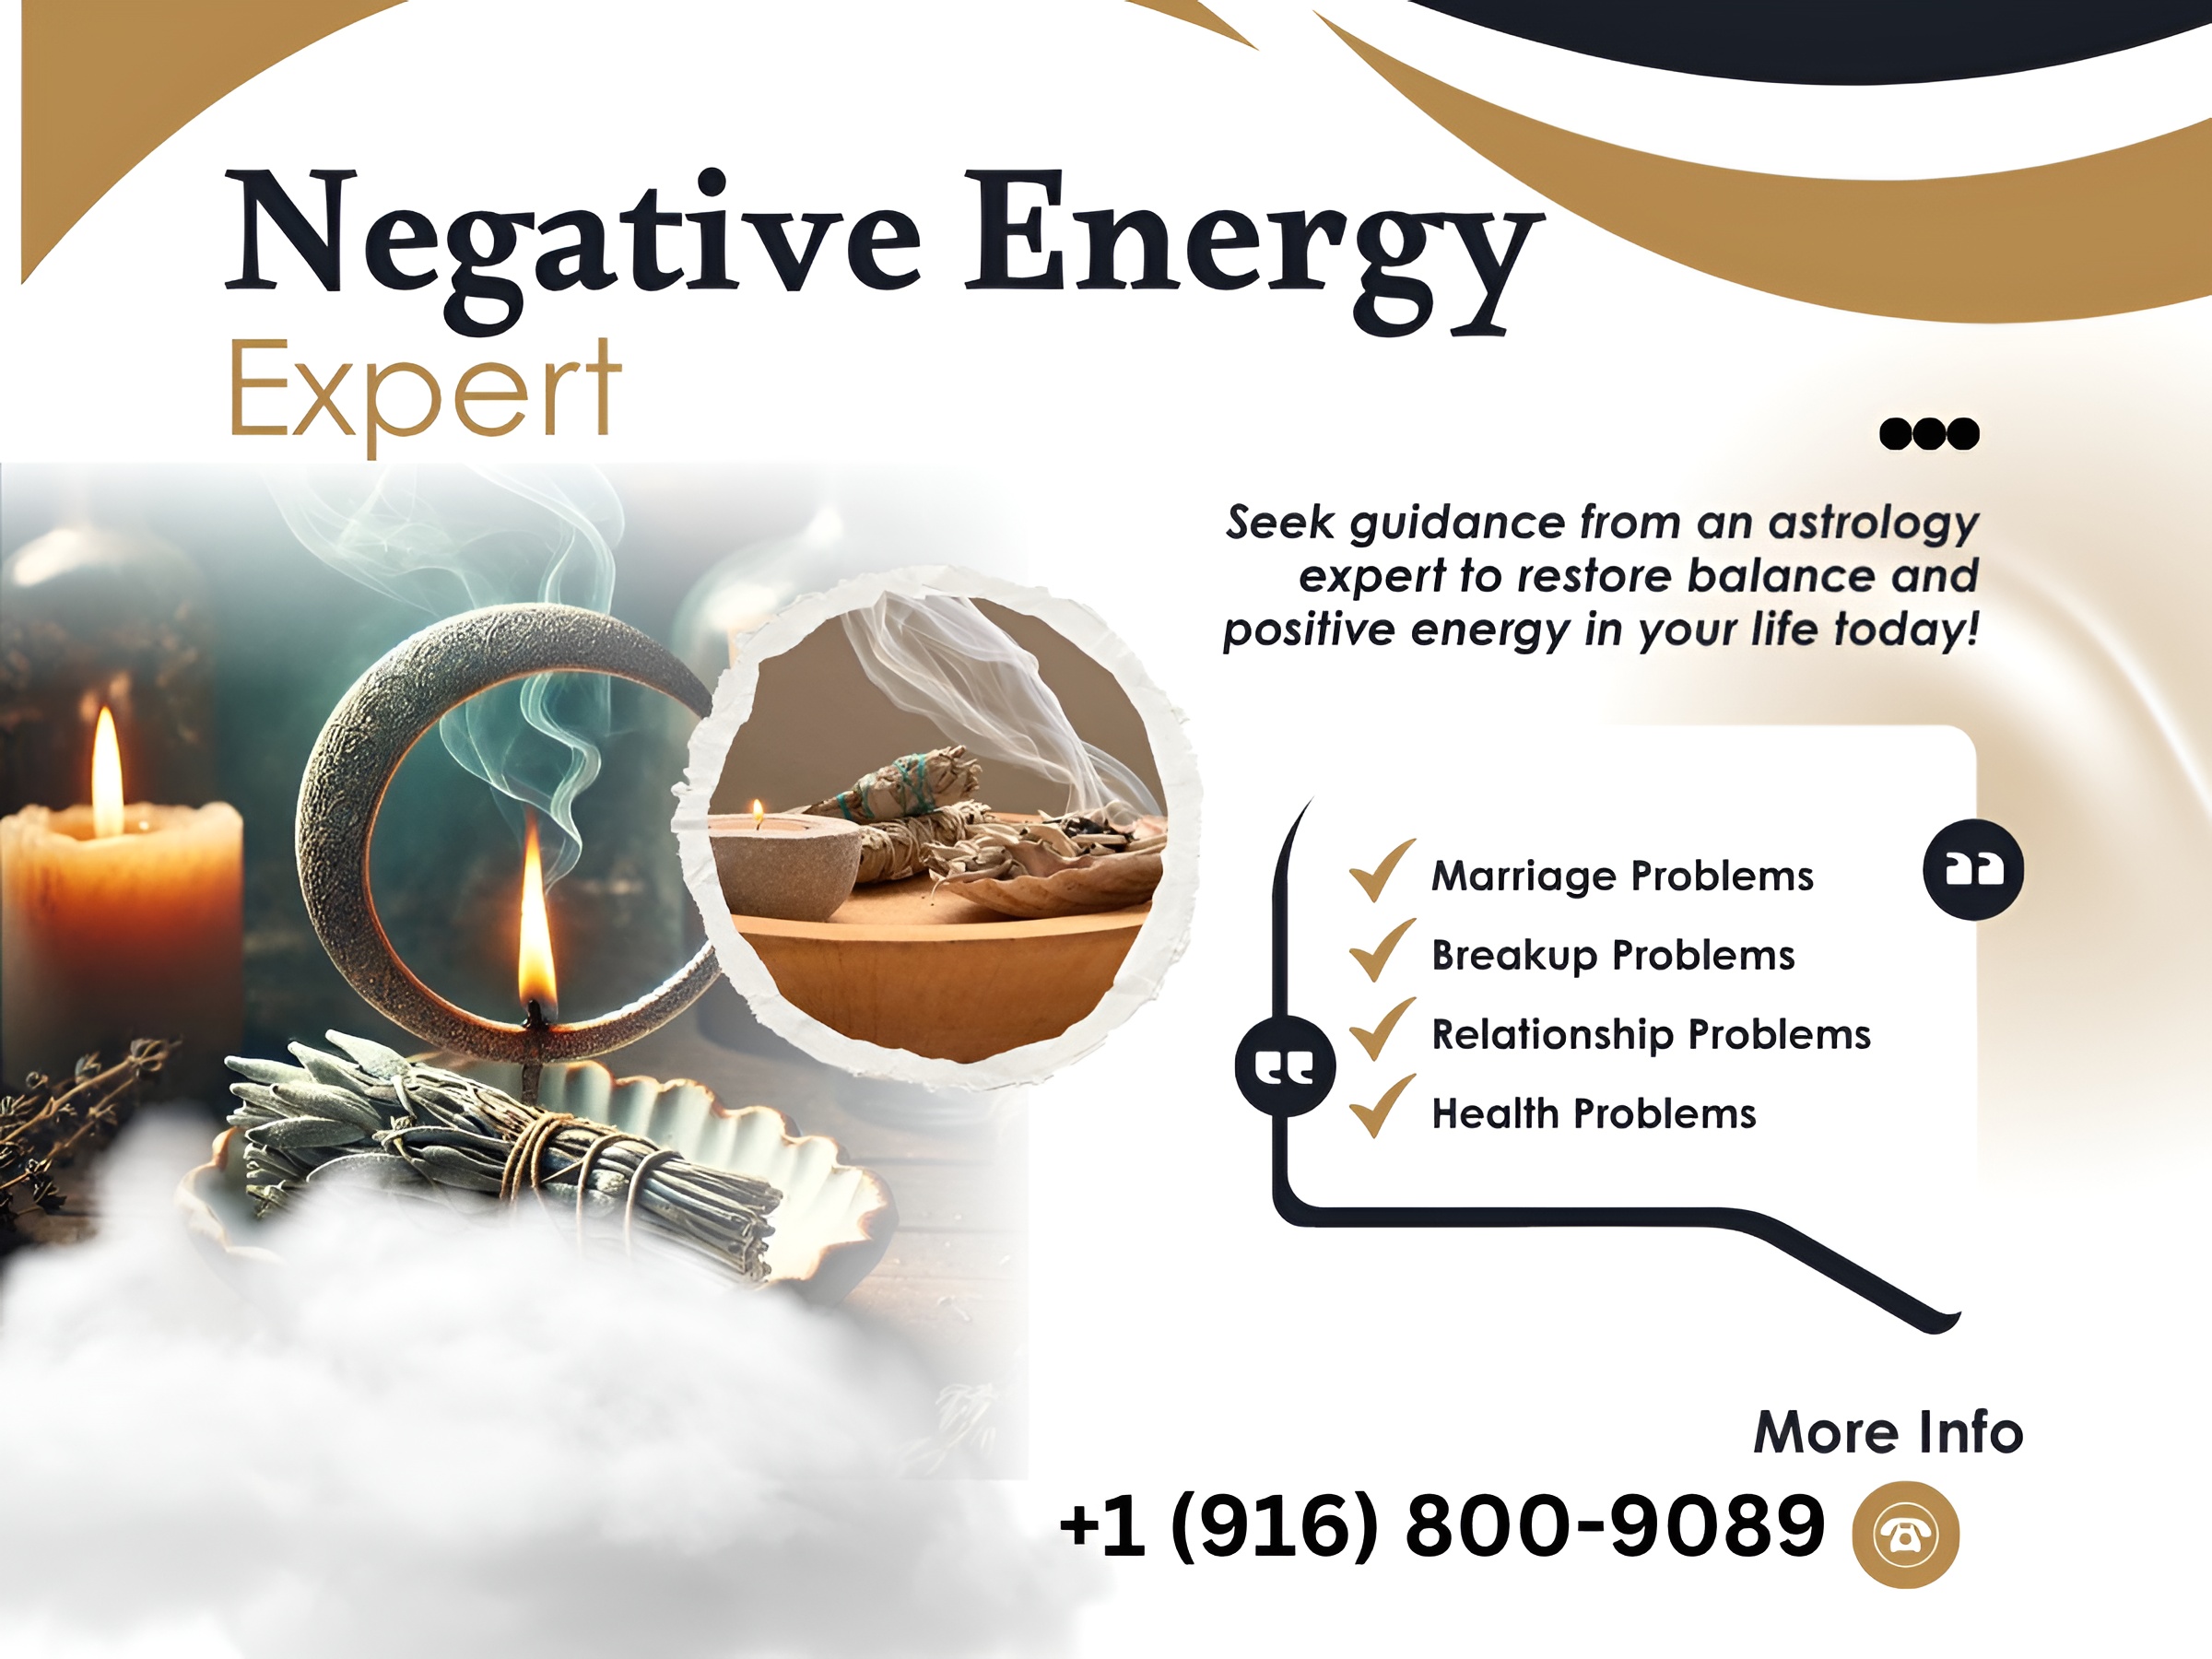 Negative Energy
Expert
Seek guidance from an astrology
expert to restore balance and
positive energy in your life today!
Marriage Problems
Breakup Problems
Relationship Problems
Health Problems
More Info
+1 (916) 800-9089